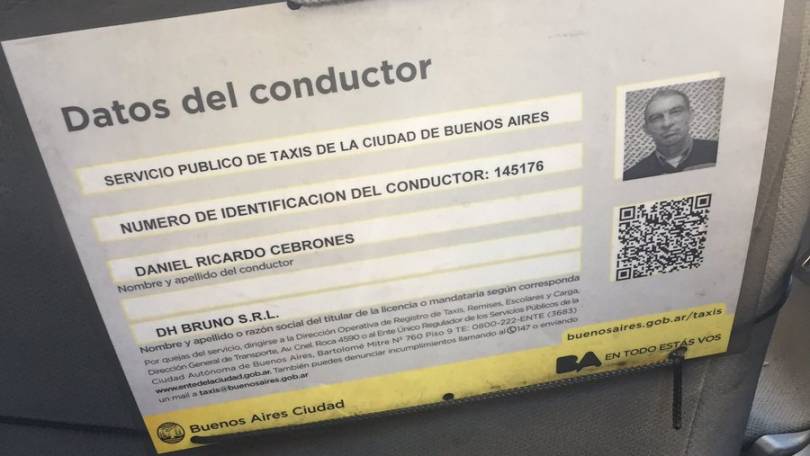 Datos del conductor
SERVICIO PUBLICO DE TAXIS DE LA CIUDAD DE BUENOS AIRES
NUMERO DE IDENTIFICACION DEL CONDUCTOR: 145176
DANIEL RICARDO CEBRONES
Nombre y apellido del conductor
DH BRUNO S.R.L.
Nombre y apellido o razón social del titular de la licencia o mandataria según corresponda
Por quejas del servicio, dirigirse a la Dirección Operativa de Registro de Taxis, Remises, Escolares y Carga,
Dirección General de Transporte, Av. Cnel. Roca 4590 o al Ente Único Regulador de los Servicios Públicos de la
Ciudad Autónoma de Buenos Aires, Bartolomé Mitre Nº 760 Piso 9 TE: 0800-222-ENTE (3683)
www.entedelaciudad.gob.ar. También puedes denunciar incumplimientos llamando al 147 o enviando
un mail a taxis@buenosaires.gob.ar
buenosaires.gob.ar/taxis
BA EN TODO ESTÁS VOS
Buenos Aires Ciudad